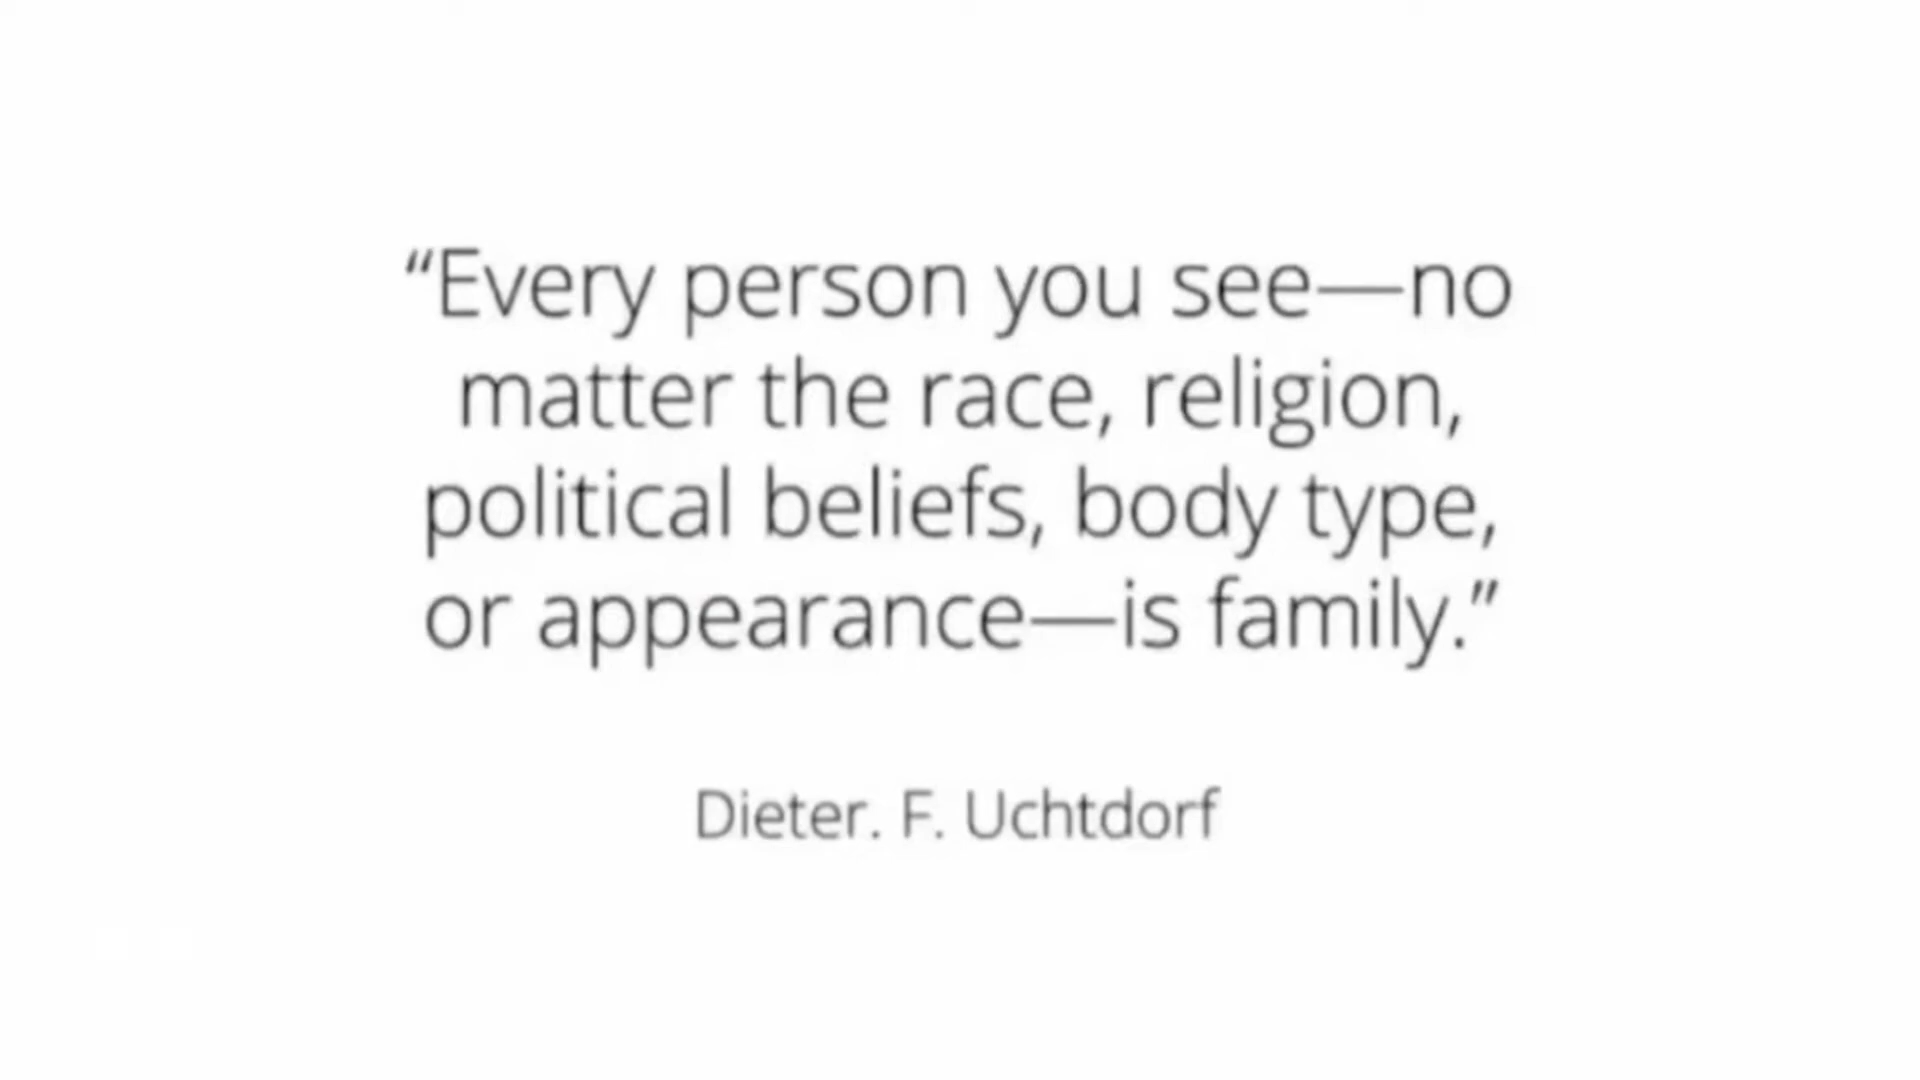 “Every person you see—no
matter the race, religion,
political beliefs, body type,
or appearance—is family.”
Dieter. F. Uchtdorf